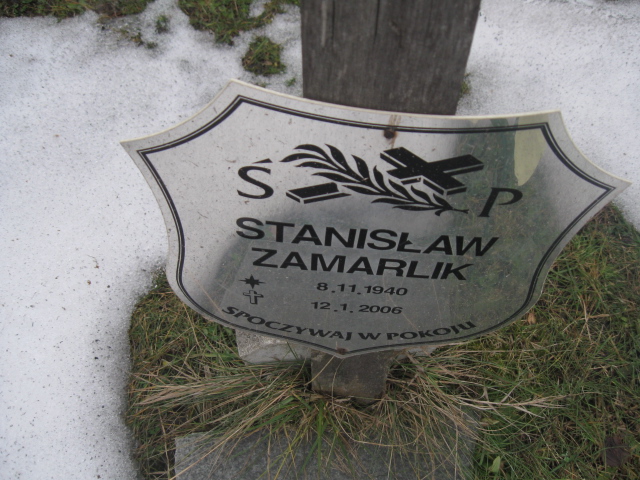 Ś P
STANISŁAW
ZAMARLIK
8.11.1940
12.1.2006
SPOCZYWAJ W POKOJU